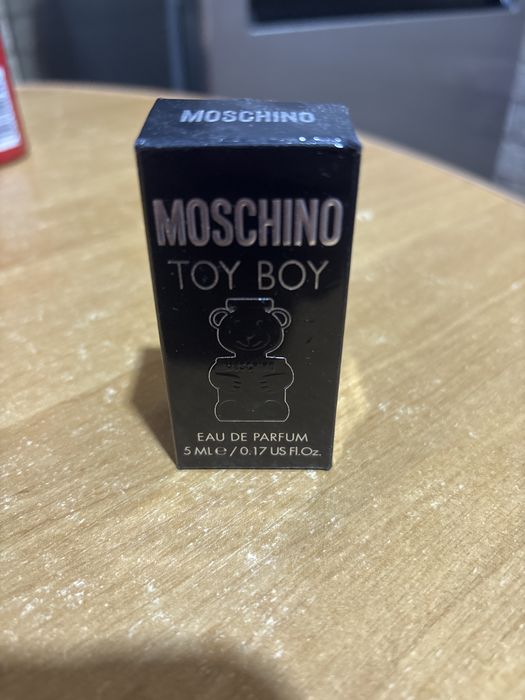 MOSCHINO
MOSCHINO
TOY BOY
EAU DE PARFUM
5 ML ℮ / 0.17 US Fl.Oz.